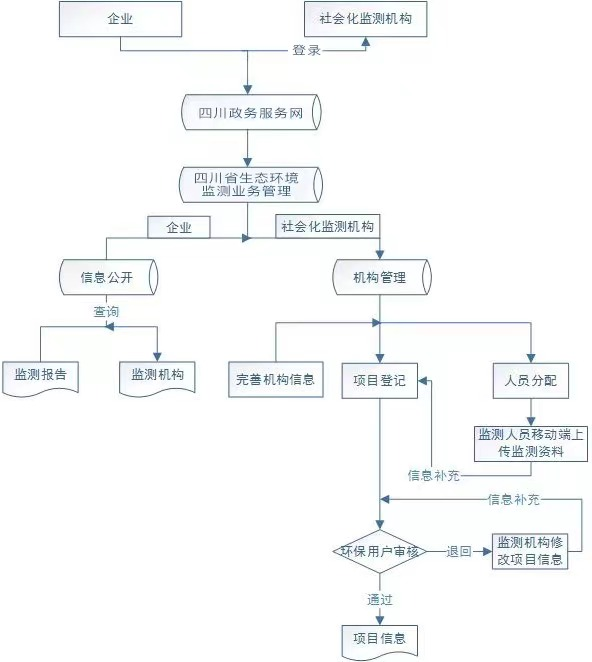 企业
社会化监测机构
登录
四川政务服务网
四川省生态环境
监测业务管理
企业
社会化监测机构
信息公开
机构管理
查询
监测报告
监测机构
完善机构信息
项目登记
人员分配
监测人员移动端上
传监测资料
信息补充
信息补充
环保用户审核
退回
监测机构修
改项目信息
通过
项目信息